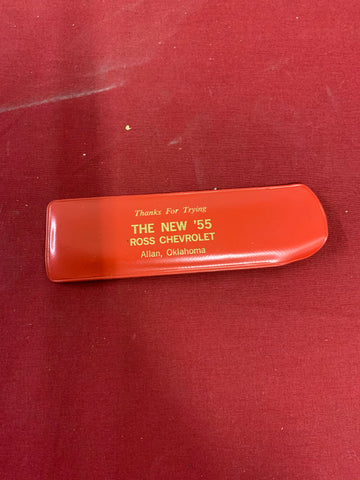 Thanks For Trying
THE NEW '55
ROSS CHEVROLET
Allan, Oklahoma